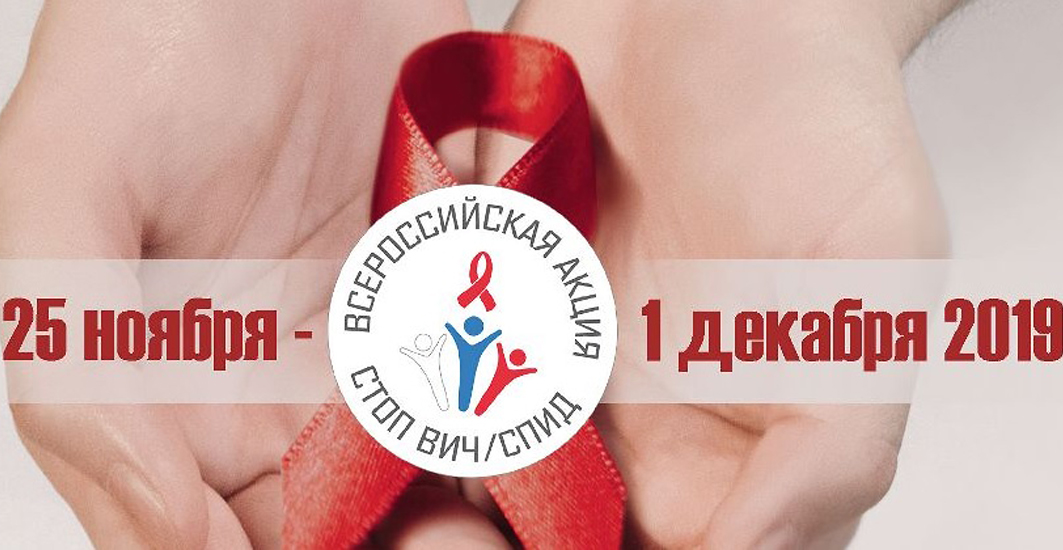 ВСЕРОССИЙСКАЯ АКЦИЯ
25 ноября -
1 декабря 2019
СТОП ВИЧ/СПИД